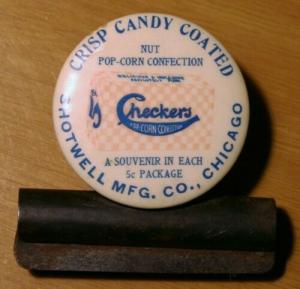 CRISP CANDY COATED
NUT
POP-CORN CONFECTION
DELICIOUS &
Checkers
POP-CORN CONFECTION
A SOUVENIR IN EACH
5c PACKAGE
SHOTWELL MFG. CO., CHICAGO